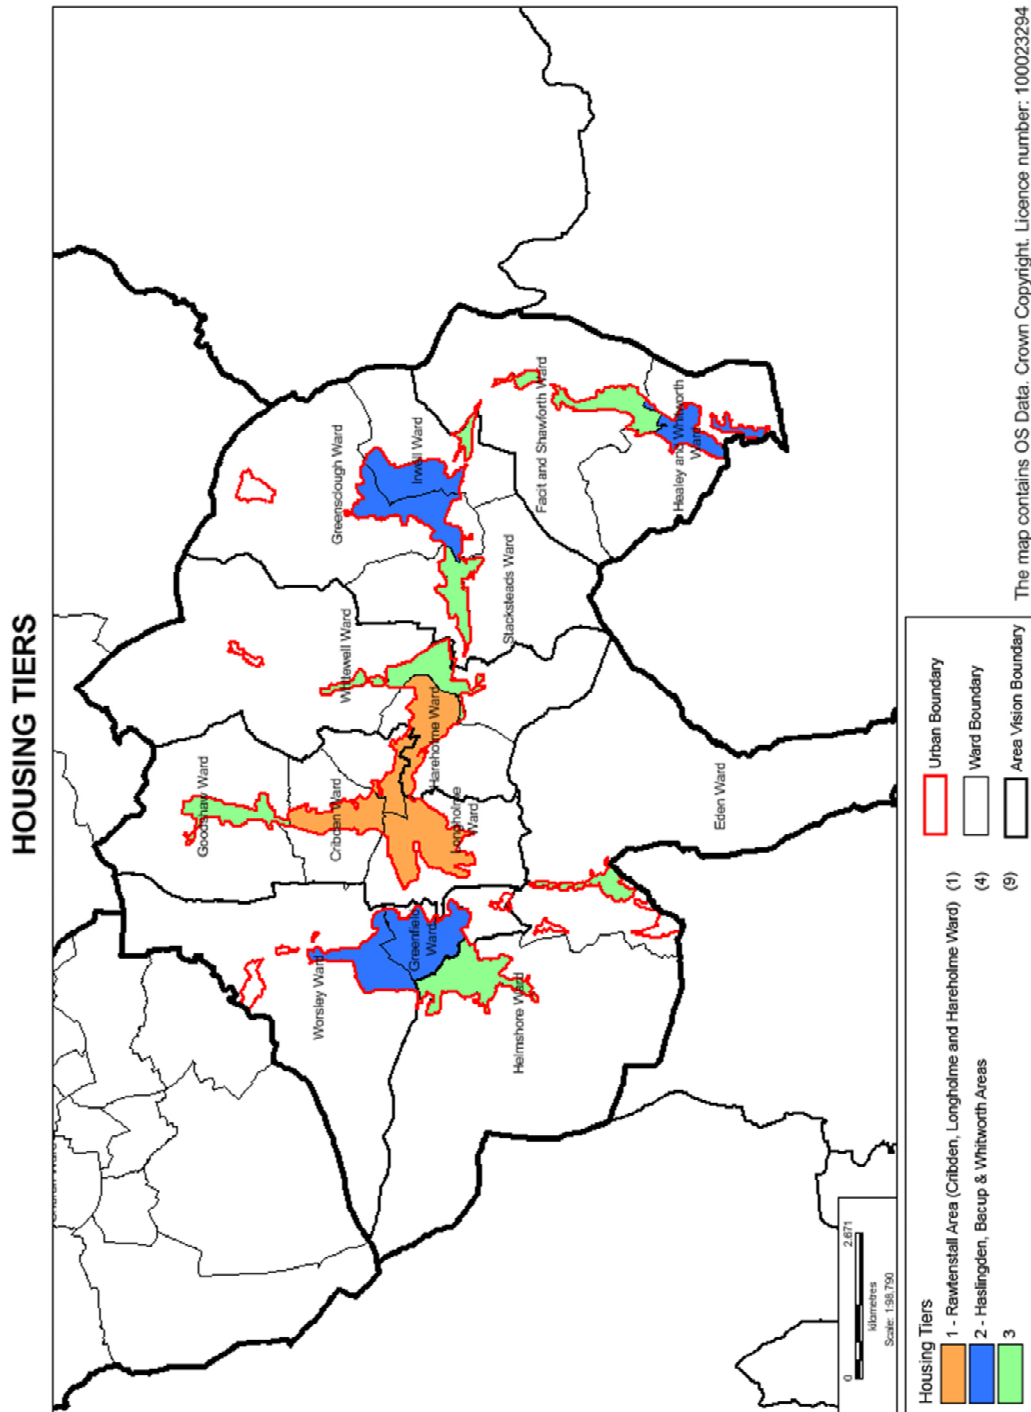 HOUSING TIERS
Goodshaw Ward
Cribden Ward
Whitewell Ward
Greensclough Ward
Irwell Ward
Worsley Ward
Greenfield
Ward
Longholme
Ward
Hareholme Ward
Helmshore Ward
Stacksteads Ward
Facit and Shawforth Ward
Healey and Whitworth
Ward
Eden Ward
0
2.671
kilometres
Scale: 1:98,790
Housing Tiers
1 - Rawtenstall Area (Cribden, Longholme and Hareholme Ward) (1)
2 - Haslingden, Bacup & Whitworth Areas (4)
3 (9)
Urban Boundary
Ward Boundary
Area Vision Boundary
The map contains OS Data. Crown Copyright. Licence number: 100023294